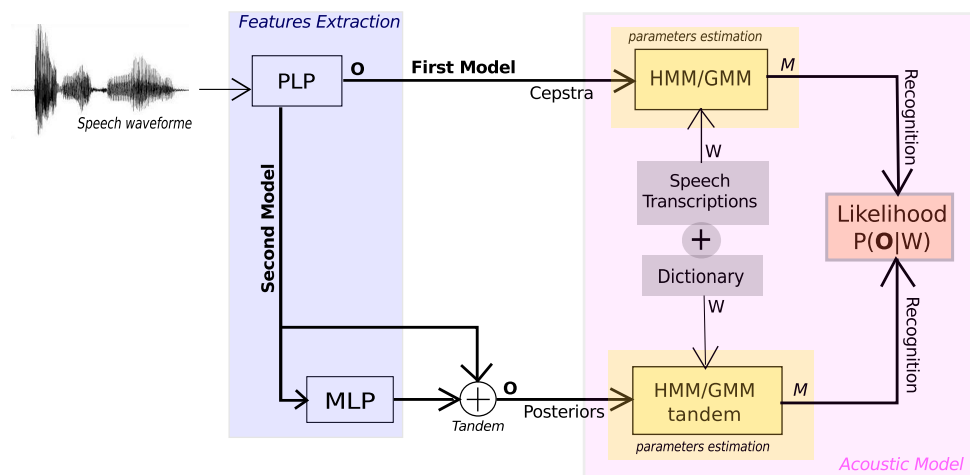 Features Extraction
Speech waveforme
PLP
O
First Model
Cepstra
parameters estimation
HMM/GMM
M
Recognition
W
Speech
Transcriptions
+
Dictionary
W
Likelihood
P(O|W)
Second Model
MLP
Tandem
O
Posteriors
HMM/GMM
tandem
parameters estimation
M
Recognition
Acoustic Model